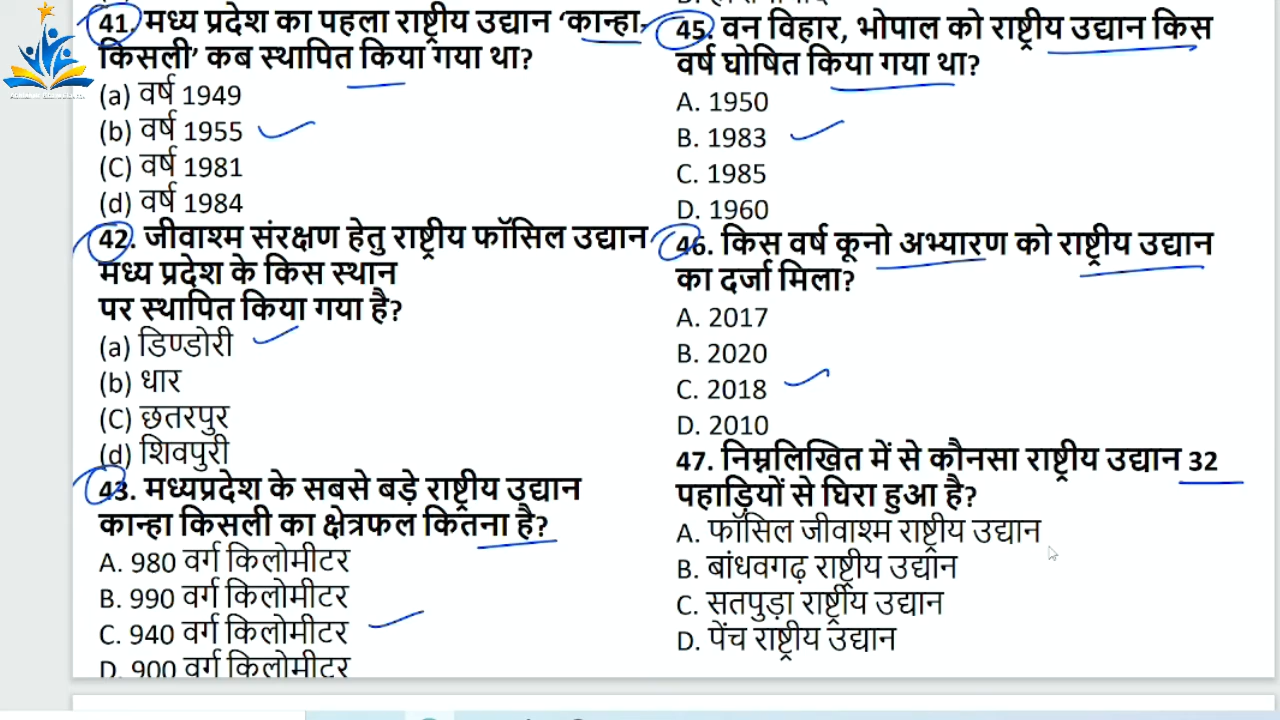 41. मध्य प्रदेश का पहला राष्ट्रीय उद्यान ‘कान्हा,
किसली’ कब स्थापित किया गया था?
(a) वर्ष 1949
(b) वर्ष 1955
(C) वर्ष 1981
(d) वर्ष 1984
42. जीवाश्म संरक्षण हेतु राष्ट्रीय फॉसिल उद्यान
मध्य प्रदेश के किस स्थान
पर स्थापित किया गया है?
(a) डिण्डोरी
(b) धार
(C) छतरपुर
(d) शिवपुरी
43. मध्यप्रदेश के सबसे बड़े राष्ट्रीय उद्यान
कान्हा किसली का क्षेत्रफल कितना है?
A. 980 वर्ग किलोमीटर
B. 990 वर्ग किलोमीटर
C. 940 वर्ग किलोमीटर
D. 900 वर्ग किलोमीटर
45. वन विहार, भोपाल को राष्ट्रीय उद्यान किस
वर्ष घोषित किया गया था?
A. 1950
B. 1983
C. 1985
D. 1960
46. किस वर्ष कूनो अभ्यारण को राष्ट्रीय उद्यान
का दर्जा मिला?
A. 2017
B. 2020
C. 2018
D. 2010
47. निम्नलिखित में से कौनसा राष्ट्रीय उद्यान 32
पहाड़ियों से घिरा हुआ है?
A. फॉसिल जीवाश्म राष्ट्रीय उद्यान
B. बांधवगढ़ राष्ट्रीय उद्यान
C. सतपुड़ा राष्ट्रीय उद्यान
D. पेंच राष्ट्रीय उद्यान